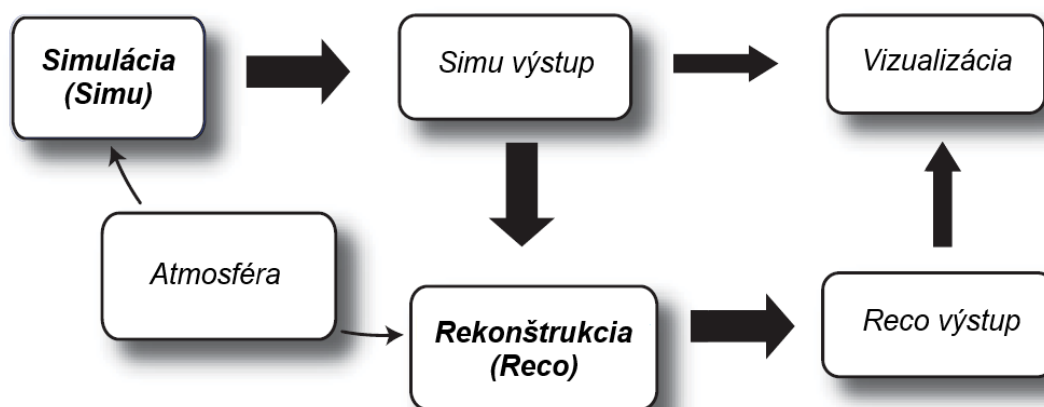 Simulácia
(Simu)
Simu výstup
Vizualizácia
Atmosféra
Rekonštrukcia
(Reco)
Reco výstup